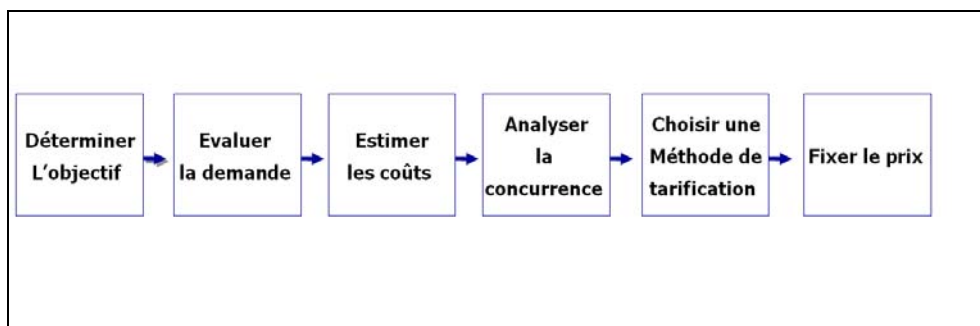 Déterminer
L'objectif
Evaluer
la demande
Estimer
les coûts
Analyser
la
concurrence
Choisir une
Méthode de
tarification
Fixer le prix